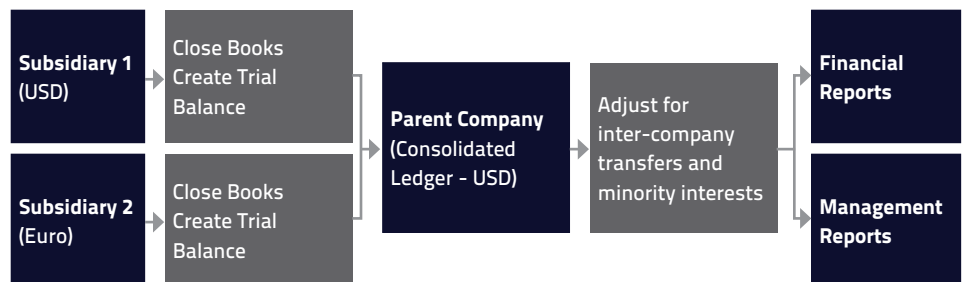 Subsidiary 1
(USD)
Close Books
Create Trial
Balance
Subsidiary 2
(Euro)
Close Books
Create Trial
Balance
Parent Company
(Consolidated
Ledger - USD)
Adjust for
inter-company
transfers and
minority interests
Financial
Reports
Management
Reports